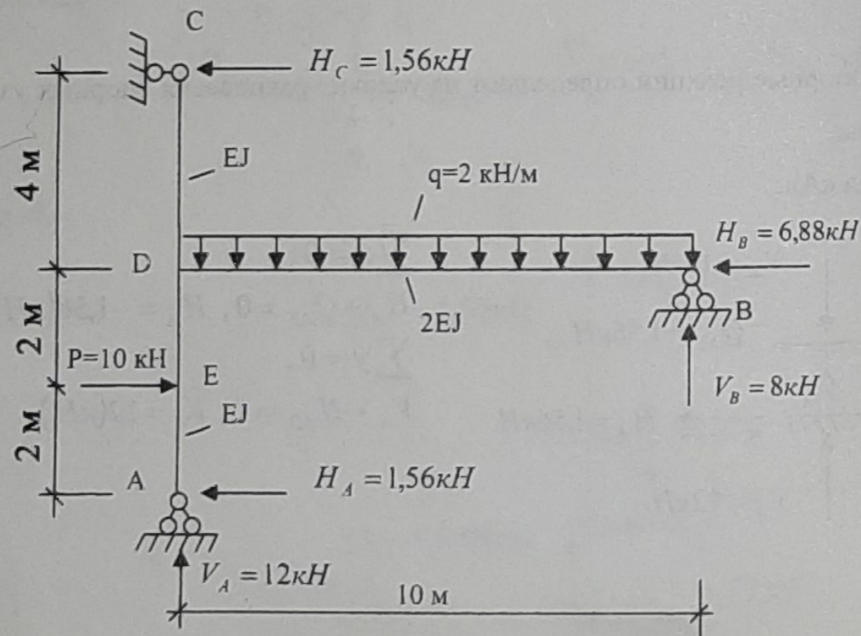 C
H_C = 1,56кН
4 м
EJ
q=2 кН/м
H_B = 6,88кН
D
B
2EJ
2 м
P=10 кН
E
V_B = 8кН
EJ
2 м
A
H_A = 1,56кН
V_A = 12кН
10 м